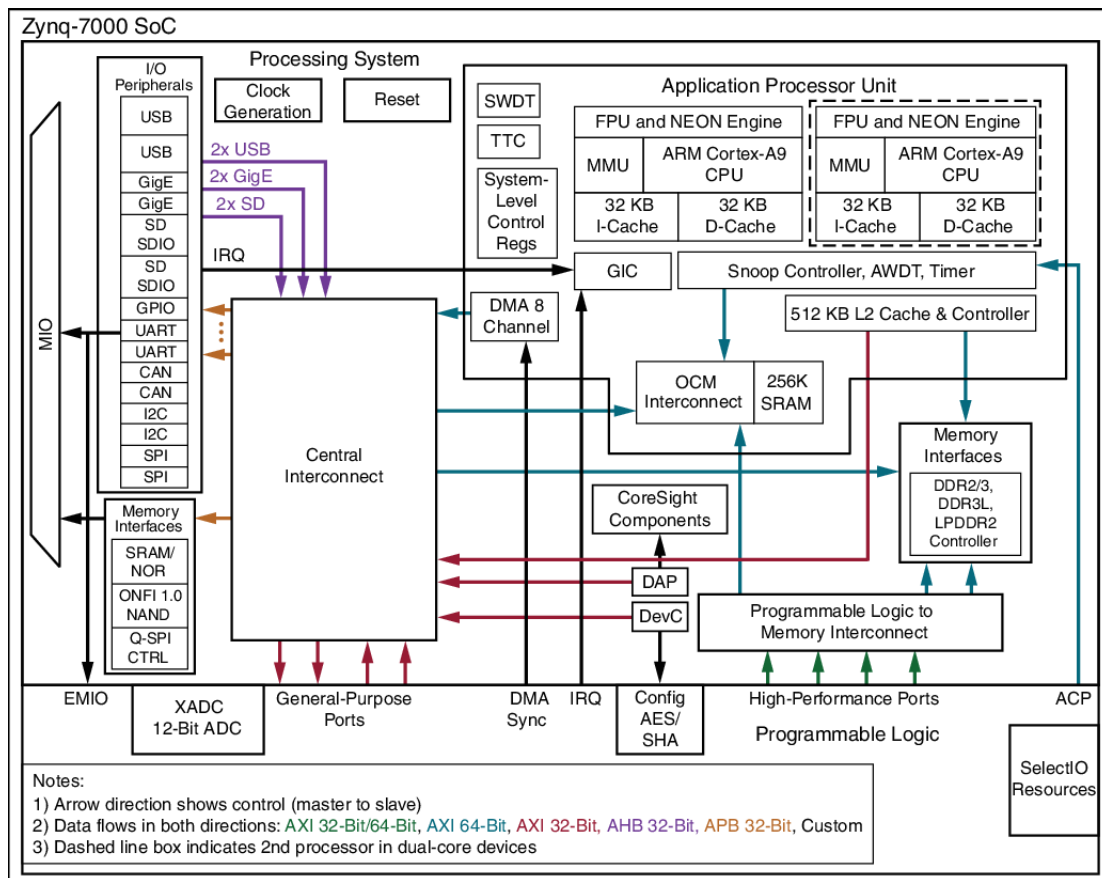 Zynq-7000 SoC
I/O
Peripherals
USB
USB
GigE
GigE
SD
SDIO
SD
SDIO
GPIO
UART
UART
CAN
CAN
I2C
I2C
SPI
SPI
MIO
Processing System
Clock
Generation
Reset
2x USB
2x GigE
2x SD
IRQ
SWDT
TTC
System-
Level
Control
Regs
Application Processor Unit
FPU and NEON Engine
MMU
ARM Cortex-A9
CPU
32 KB
I-Cache
32 KB
D-Cache
FPU and NEON Engine
MMU
ARM Cortex-A9
CPU
32 KB
I-Cache
32 KB
D-Cache
GIC
Snoop Controller, AWDT, Timer
DMA 8
Channel
512 KB L2 Cache & Controller
OCM
Interconnect
256K
SRAM
Central
Interconnect
Memory
Interfaces
DDR2/3,
DDR3L,
LPDDR2
Controller
CoreSight
Components
DAP
DevC
Programmable Logic to
Memory Interconnect
Memory
Interfaces
SRAM/
NOR
ONFI 1.0
NAND
Q-SPI
CTRL
EMIO
XADC
12-Bit ADC
General-Purpose
Ports
DMA
Sync
IRQ
Config
AES/
SHA
High-Performance Ports
ACP
Programmable Logic
SelectIO
Resources
Notes:
1) Arrow direction shows control (master to slave)
2) Data flows in both directions: AXI 32-Bit/64-Bit, AXI 64-Bit, AXI 32-Bit, AHB 32-Bit, APB 32-Bit, Custom
3) Dashed line box indicates 2nd processor in dual-core devices